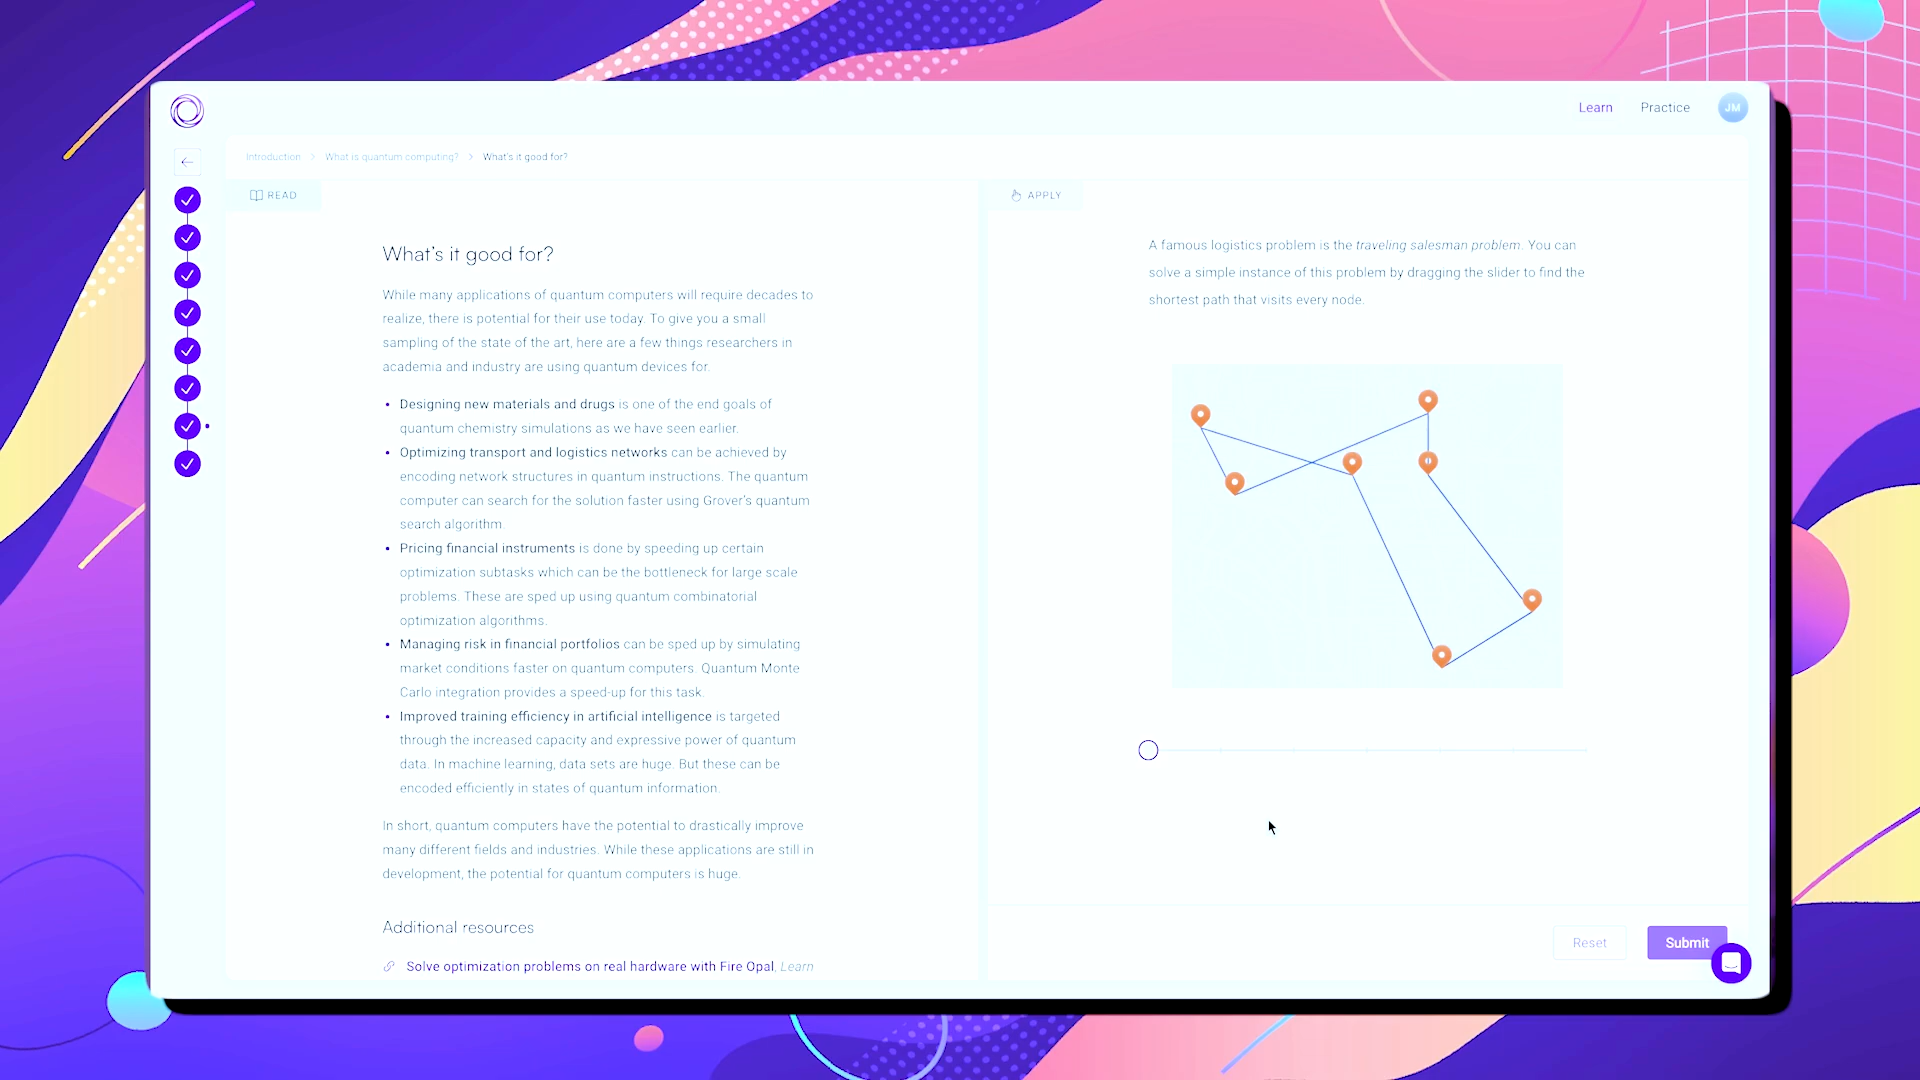 Learn Practice JM
Introduction > What is quantum computing? > What's it good for?
READ
What's it good for?
While many applications of quantum computers will require decades to
realize, there is potential for their use today. To give you a small
sampling of the state of the art, here are a few things researchers in
academia and industry are using quantum devices for.
• Designing new materials and drugs is one of the end goals of
quantum chemistry simulations as we have seen earlier.
• Optimizing transport and logistics networks can be achieved by
encoding network structures in quantum instructions. The quantum
computer can search for the solution faster using Grover's quantum
search algorithm.
• Pricing financial instruments is done by speeding up certain
optimization subtasks which can be the bottleneck for large scale
problems. These are sped up using quantum combinatorial
optimization algorithms.
• Managing risk in financial portfolios can be sped up by simulating
market conditions faster on quantum computers. Quantum Monte
Carlo integration provides a speed-up for this task.
• Improved training efficiency in artificial intelligence is targeted
through the increased capacity and expressive power of quantum
data. In machine learning, data sets are huge. But these can be
encoded efficiently in states of quantum information.
In short, quantum computers have the potential to drastically improve
many different fields and industries. While these applications are still in
development, the potential for quantum computers is huge.
Additional resources
Solve optimization problems on real hardware with Fire Opal, Learn
APPLY
A famous logistics problem is the traveling salesman problem. You can
solve a simple instance of this problem by dragging the slider to find the
shortest path that visits every node.
Reset
Submit